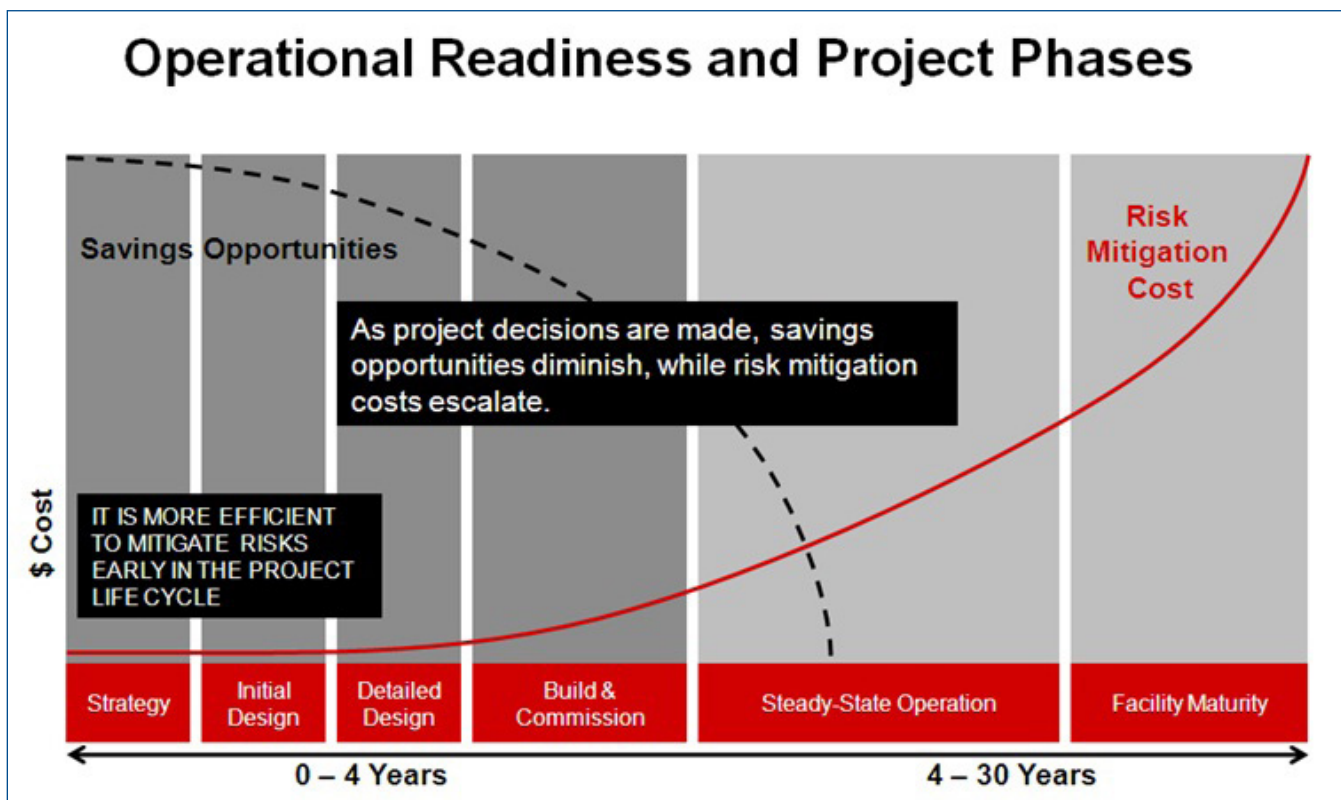 Operational Readiness and Project Phases
Savings Opportunities
Risk
Mitigation
Cost
As project decisions are made, savings
opportunities diminish, while risk mitigation
costs escalate.
IT IS MORE EFFICIENT
TO MITIGATE RISKS
EARLY IN THE PROJECT
LIFE CYCLE
$ Cost
Strategy
Initial
Design
Detailed
Design
Build &
Commission
Steady-State Operation
Facility Maturity
0 – 4 Years
4 – 30 Years